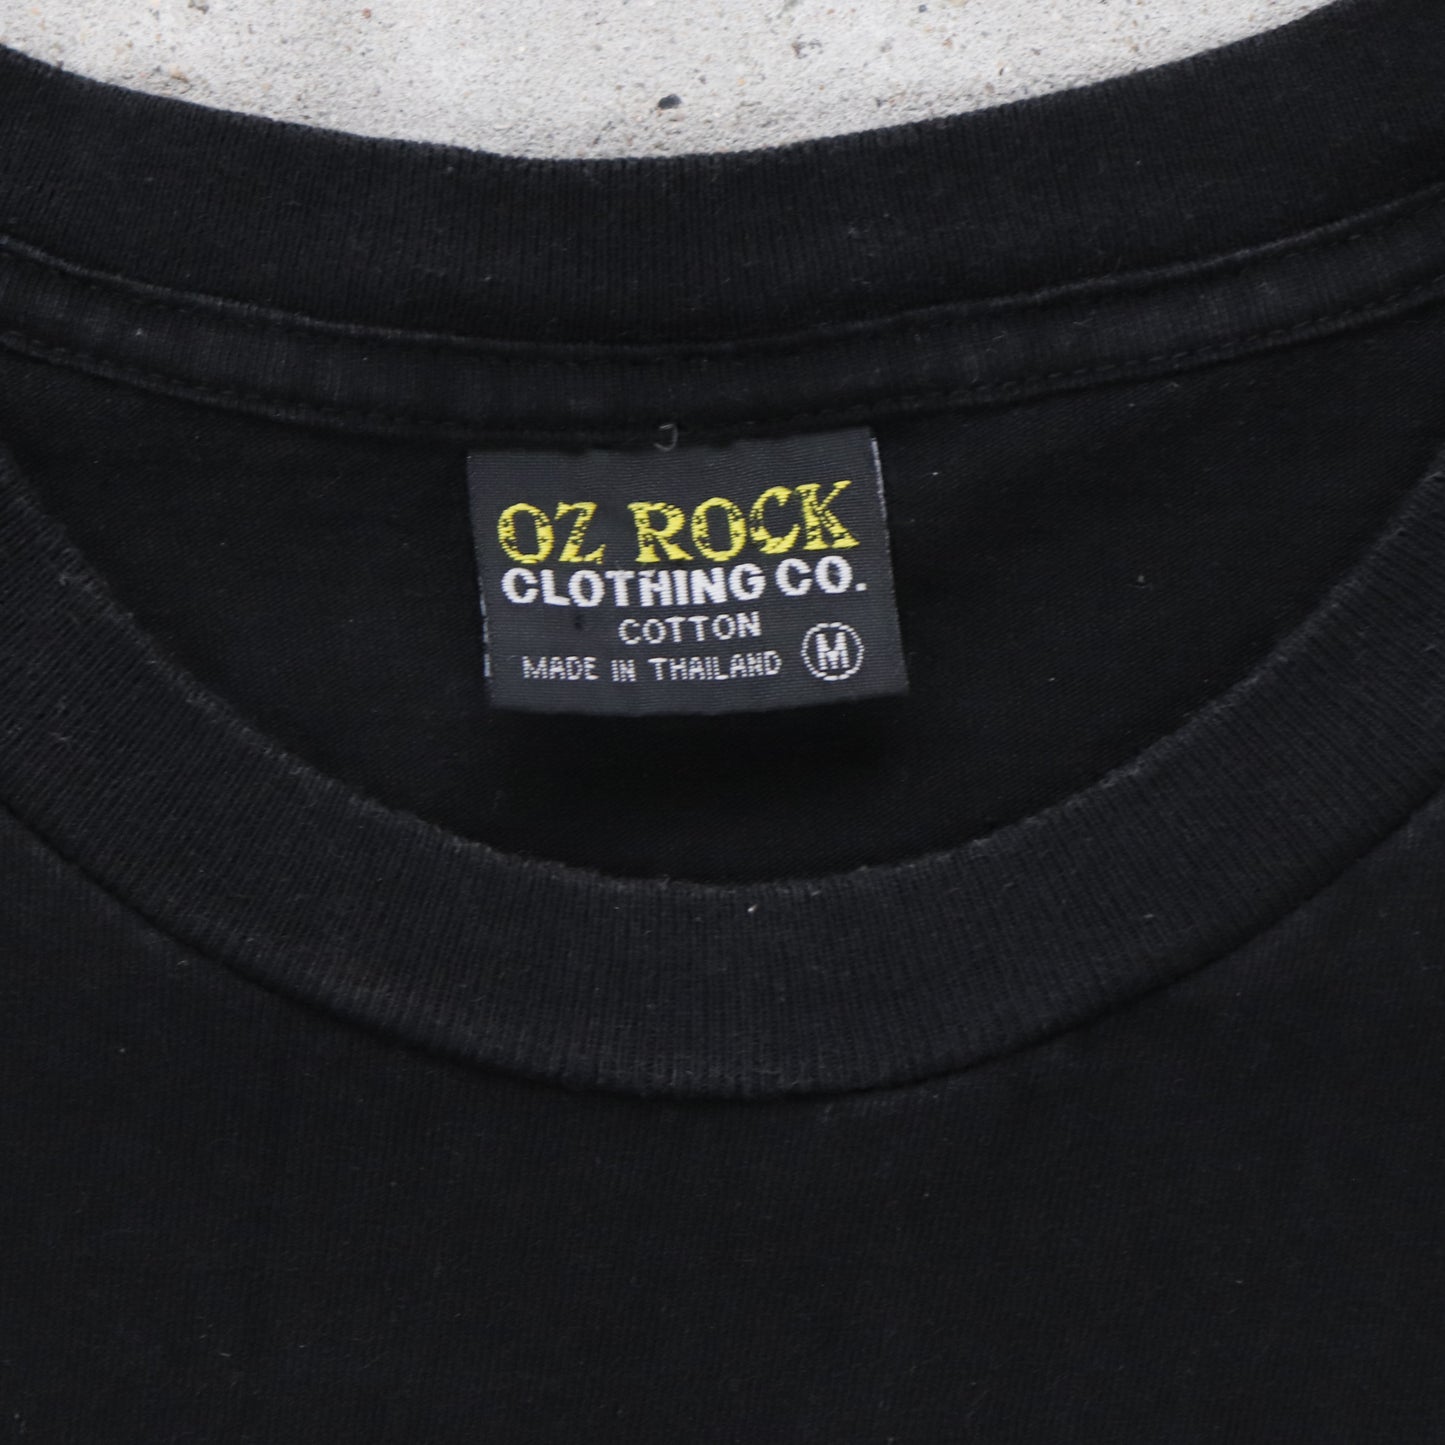 OZ ROCK
CLOTHING CO.
COTTON
MADE IN THAILAND M